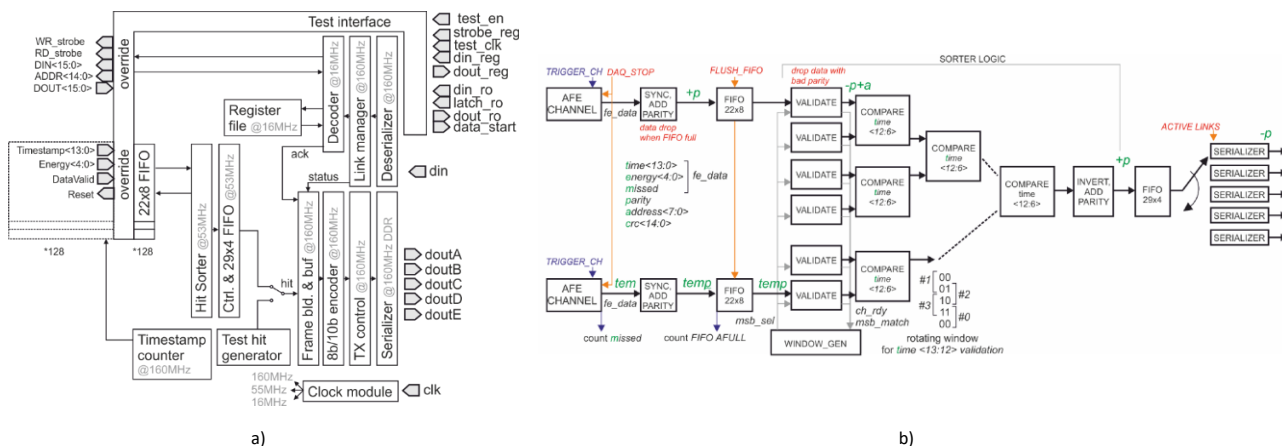 Test interface
test_en
strobe_reg
test_clk
din_reg
dout_reg
din_ro
latch_ro
dout_ro
data_start
WR_strobe
RD_strobe
DIN<15:0>
ADDR<14:0>
DOUT<15:0>
override
Decoder @16MHz
Link manager @160MHz
Deserializer @160MHz
Register
file @16MHz
ack
status
din
Timestamp<13:0>
Energy<4:0>
DataValid
Reset
override
22x8 FIFO
*128
*128
Hit Sorter @53MHz
Ctrl. & 29x4 FIFO @53MHz
hit
Frame bld. & buf @160MHz
8b/10b encoder @160MHz
TX control @160MHz
Serializer @160MHz DDR
doutA
doutB
doutC
doutD
doutE
Timestamp
counter
@160MHz
Test hit
generator
160MHz
55MHz
16MHz
Clock module
clk
a)
TRIGGER_CH
DAQ_STOP
FLUSH_FIFO
drop data with
bad parity
SORTER LOGIC
AFE
CHANNEL
fe_data
SYNC,
ADD
PARITY
+p
FIFO
22x8
VALIDATE
-p+a
COMPARE
time
<12:6>
data drop
when FIFO full
VALIDATE
COMPARE
time
<12:6>
ACTIVE LINKS
-p
time<13:0>
energy<4:0>
missed
parity
address<7:0>
crc<14:0>
fe_data
VALIDATE
VALIDATE
COMPARE
time
<12:6>
COMPARE
time
<12:6>
INVERT,
ADD
PARITY
+p
FIFO
29x4
SERIALIZER
SERIALIZER
SERIALIZER
SERIALIZER
SERIALIZER
TRIGGER_CH
AFE
CHANNEL
tem
fe_data
SYNC,
ADD
PARITY
temp
FIFO
22x8
temp
VALIDATE
VALIDATE
COMPARE
time
<12:6>
#1
#3
00
01
10
11
00
#2
#0
count missed
count FIFO AFULL
msb_sel
WINDOW_GEN
ch_rdy
msb_match
rotating window
for time <13:12> validation
b)